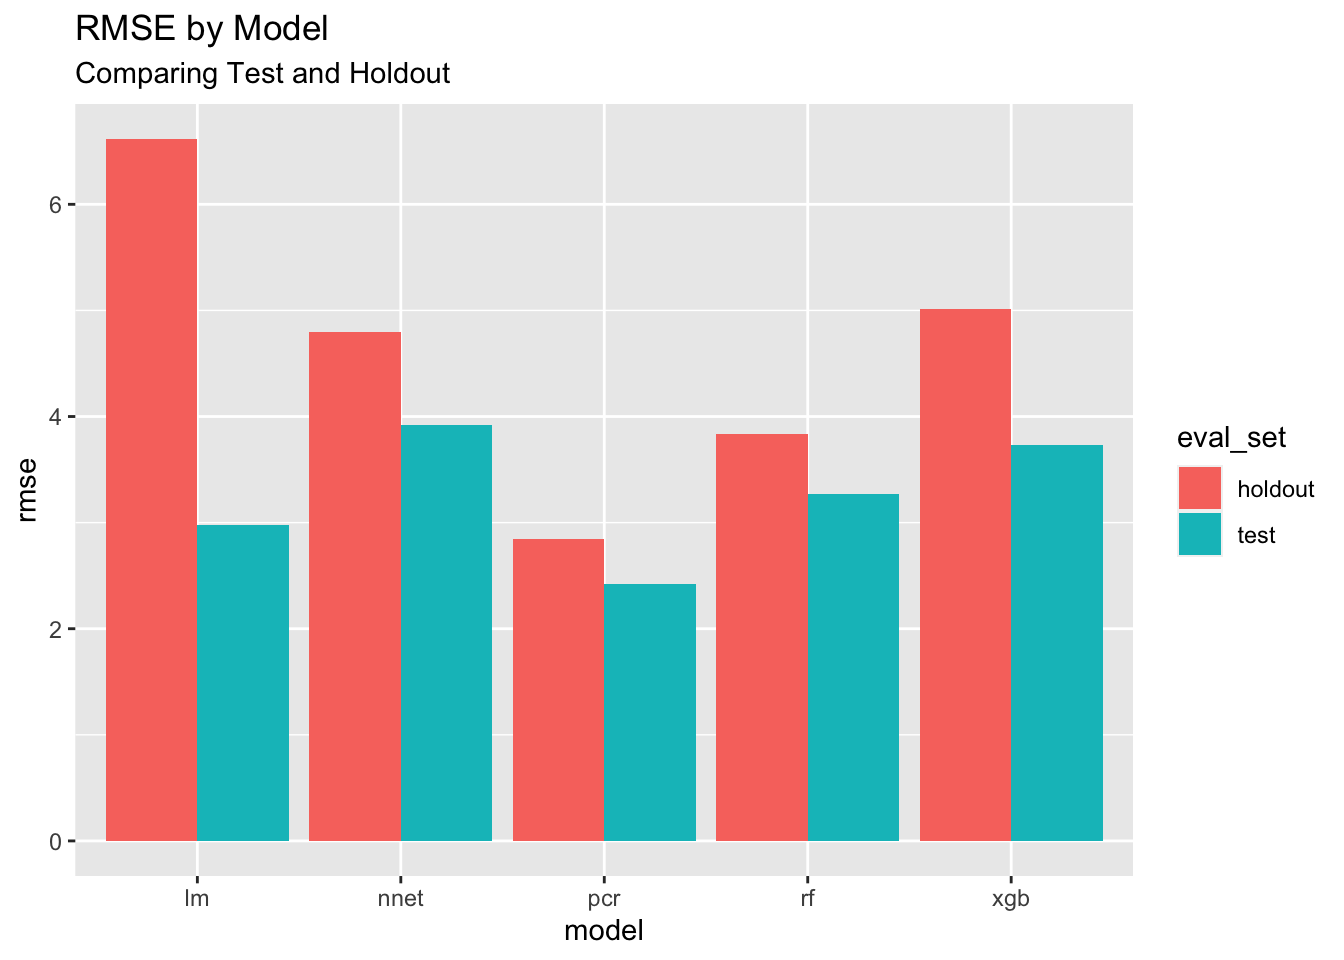 RMSE by Model
Comparing Test and Holdout
rmse
6
4
2
0
lm
nnet
pcr
rf
xgb
model
eval_set
holdout
test